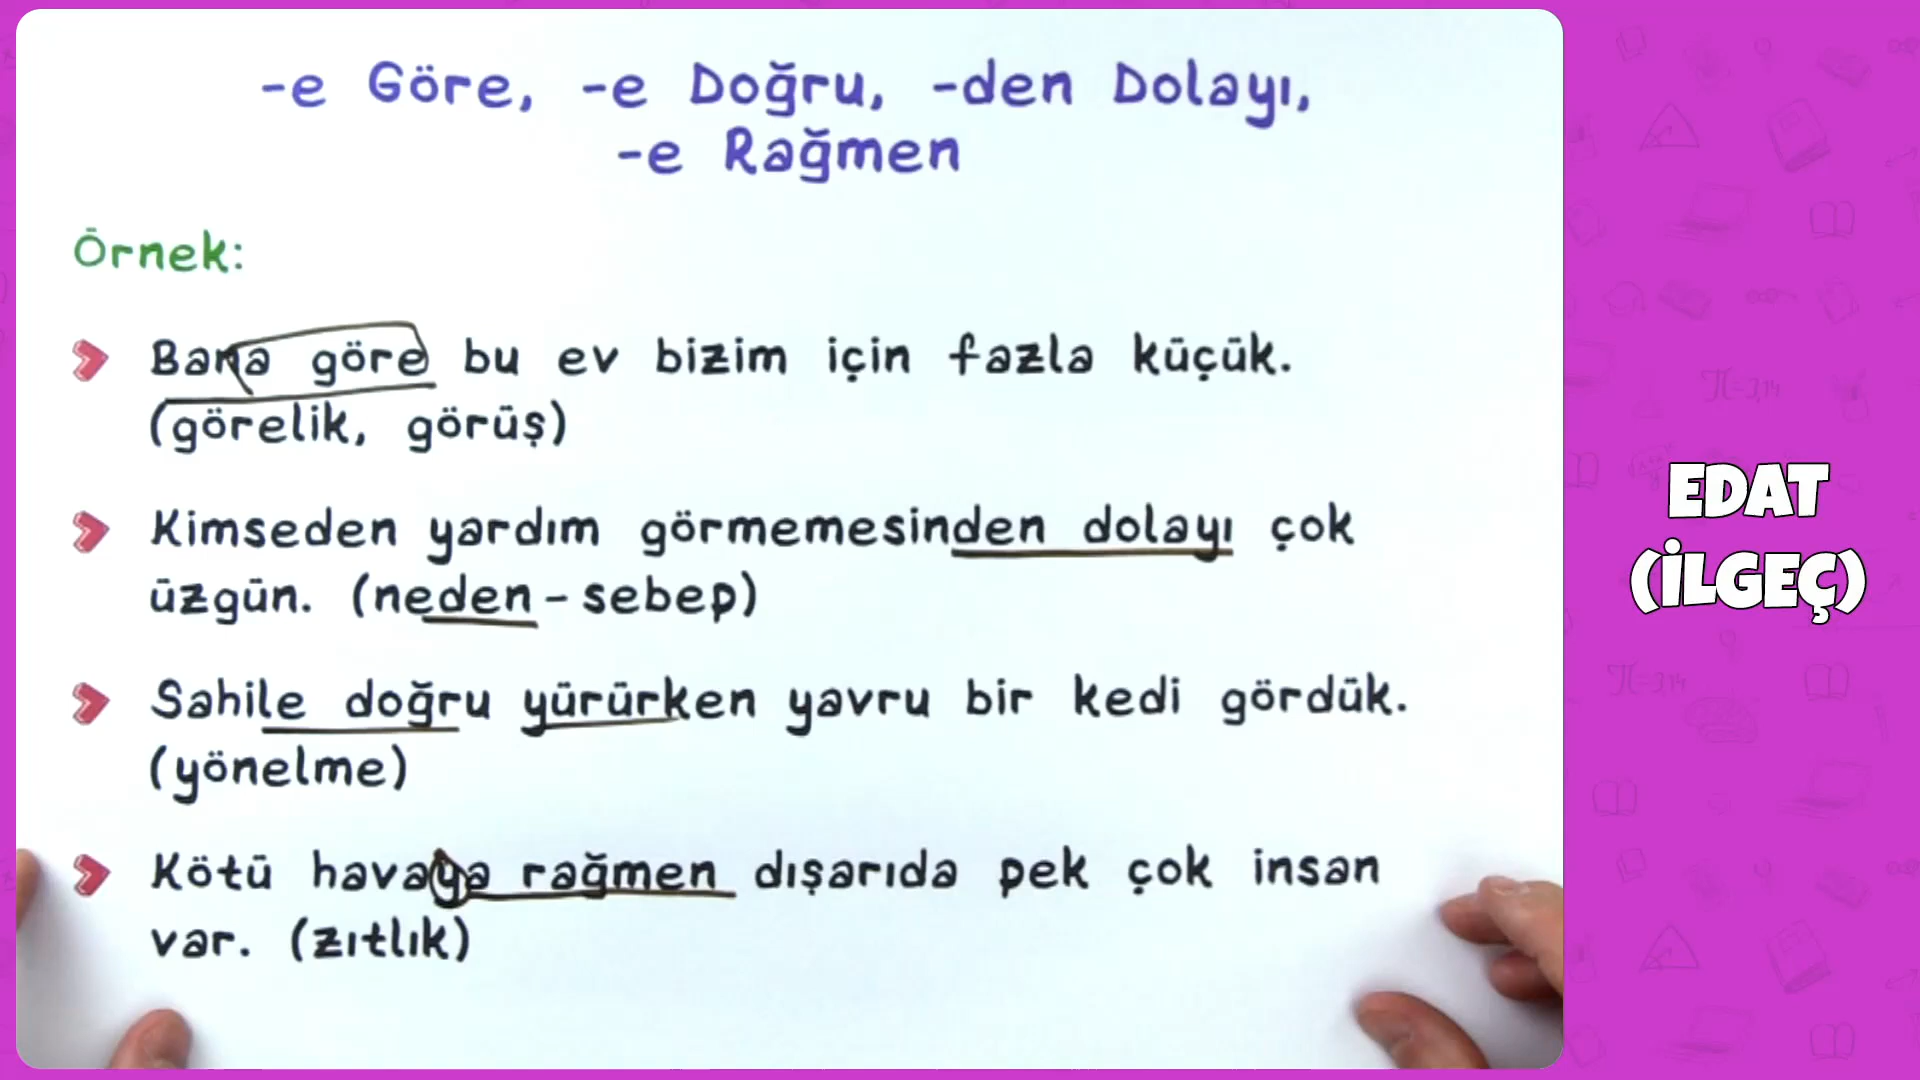 -e Göre, -e Doğru, -den Dolayı,
-e Rağmen
Örnek:
Bana göre bu ev bizim için fazla küçük.
(görelik, görüş)
Kimseden yardım görmemesinden dolayı çok
üzgün. (neden-sebep)
Sahile doğru yürürken yavru bir kedi gördük.
(yönelme)
Kötü havaya rağmen dışarıda pek çok insan
var. (zıtlık)
EDAT
(İLGEÇ)